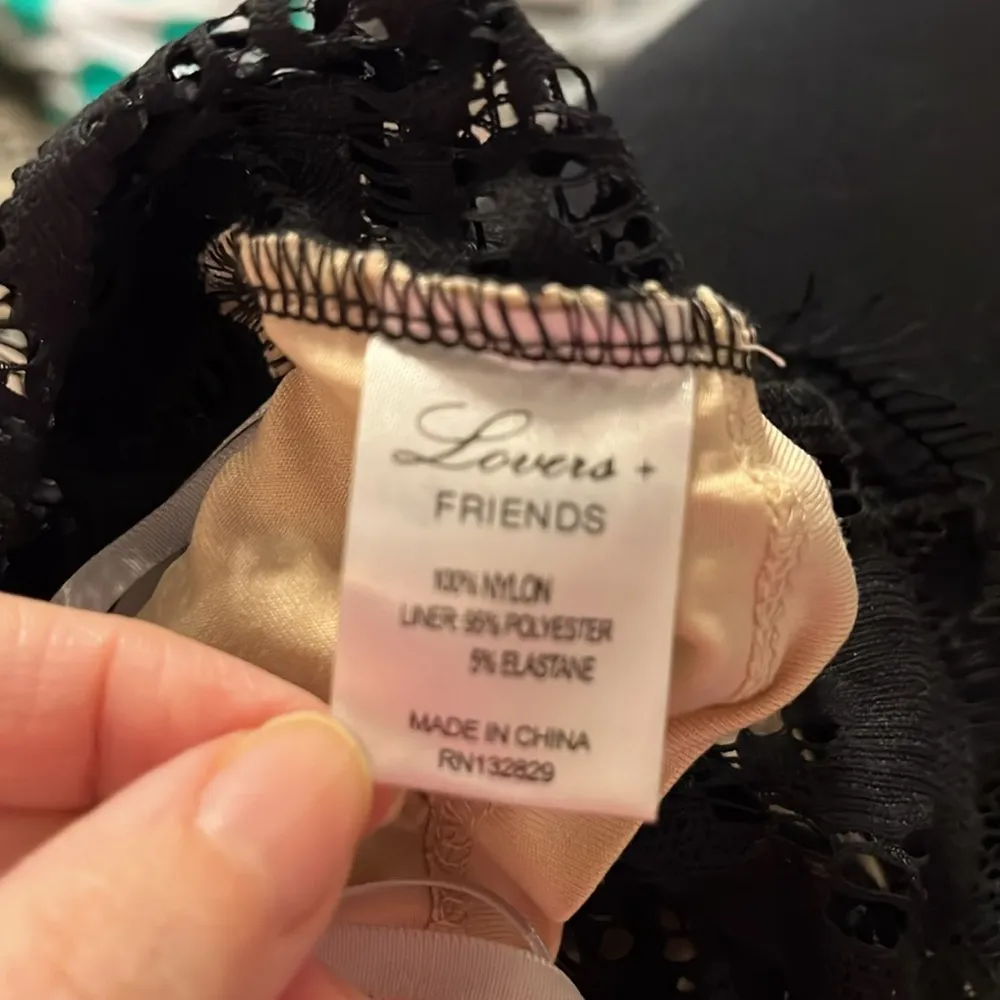 Lovers +
FRIENDS
100% NYLON
LINER: 95% POLYESTER
5% ELASTANE
MADE IN CHINA
RN132829